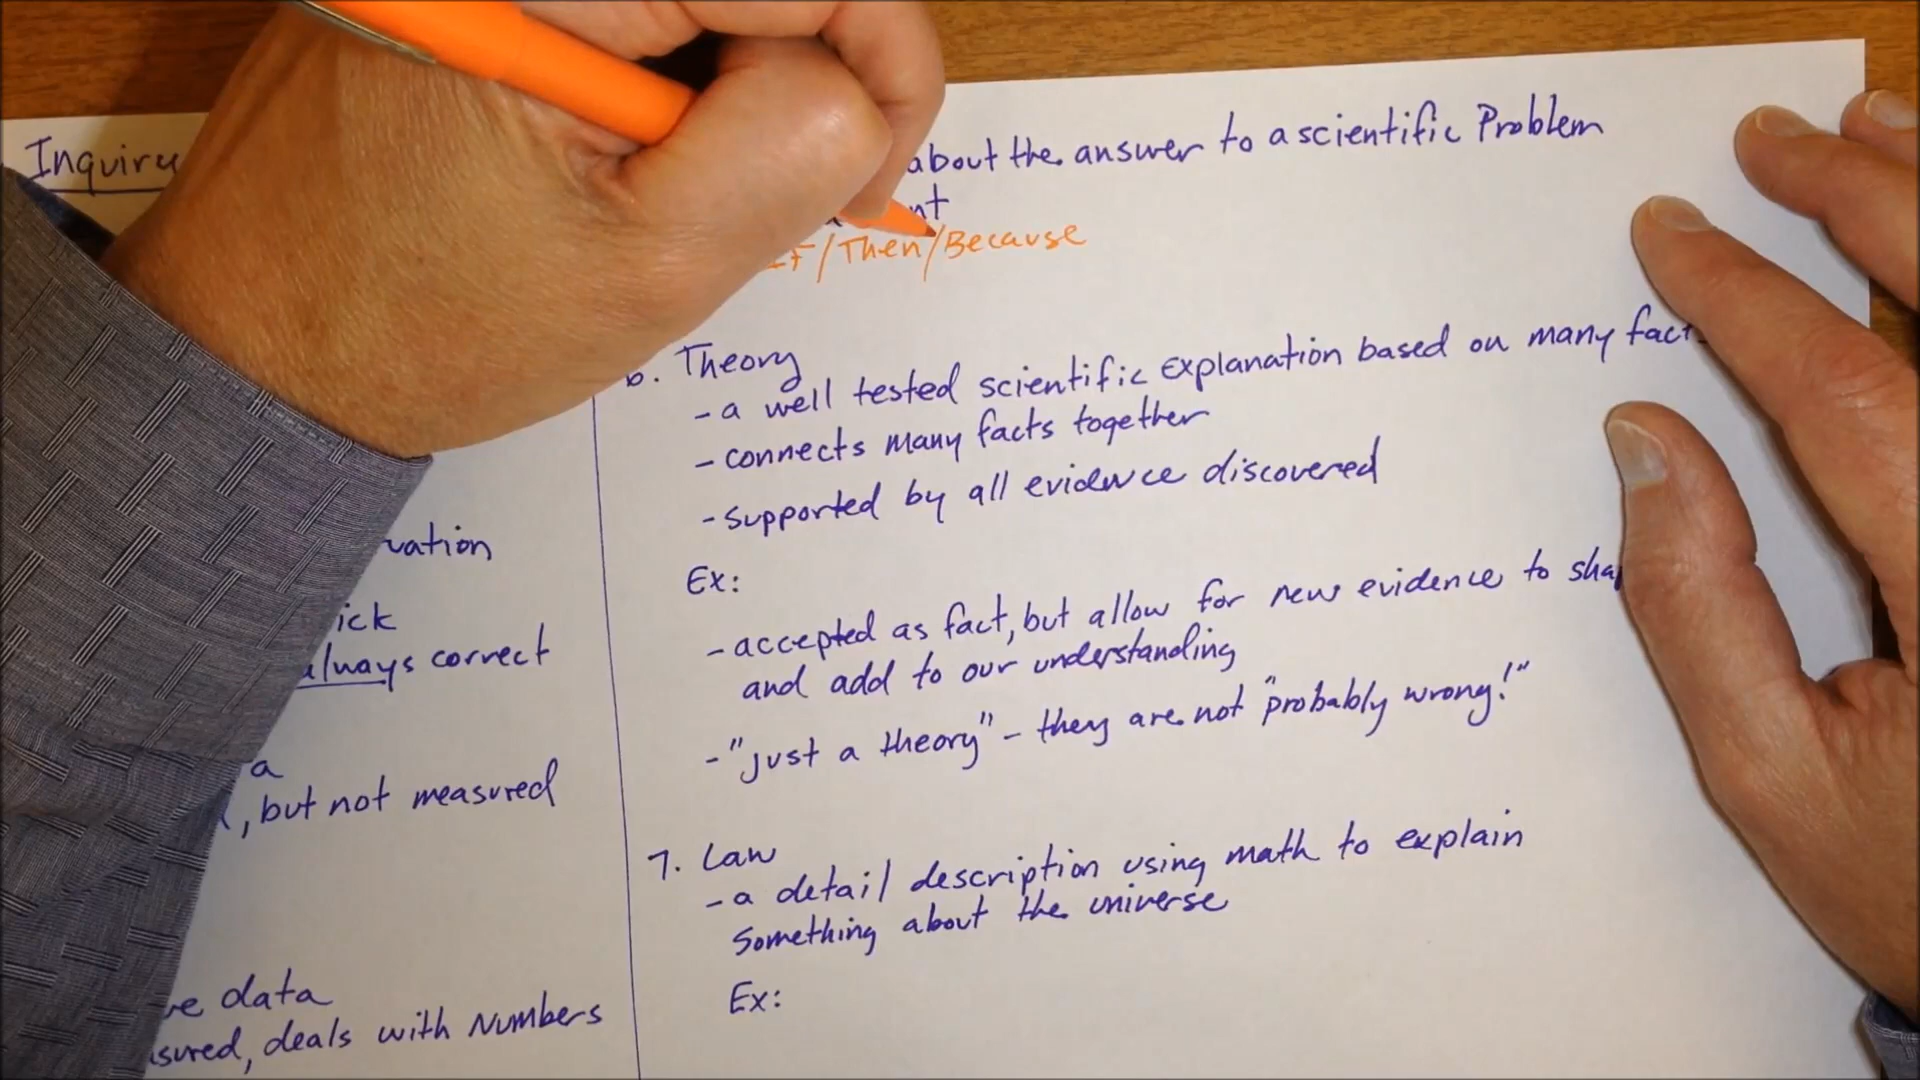 Inquiry
vation
ick
always correct
a
, but not measured
ve data
sured, deals with Numbers
about the answer to a scientific Problem
nt
If/Then/Because
6. Theory
- a well tested scientific explanation based on many fact
- connects many facts together
- supported by all evidence discovered
Ex:
- accepted as fact, but allow for new evidence to sha
and add to our understanding
- "just a theory" - they are not "probably wrong!"
7. Law
- a detail description using math to explain
something about the universe
Ex: